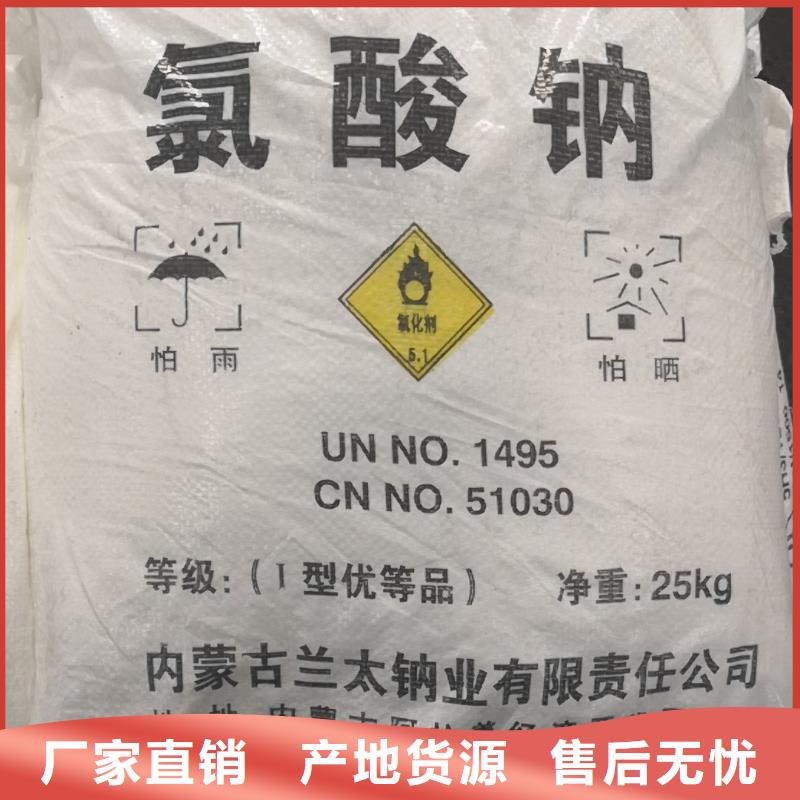 氯酸钠
氧化剂
5.1
怕雨
怕晒
UN NO. 1495
CN NO. 51030
等级:(Ⅰ型优等品) 净重:25kg
内蒙古兰太钠业有限责任公司
厂家直销 产地货源 售后无忧